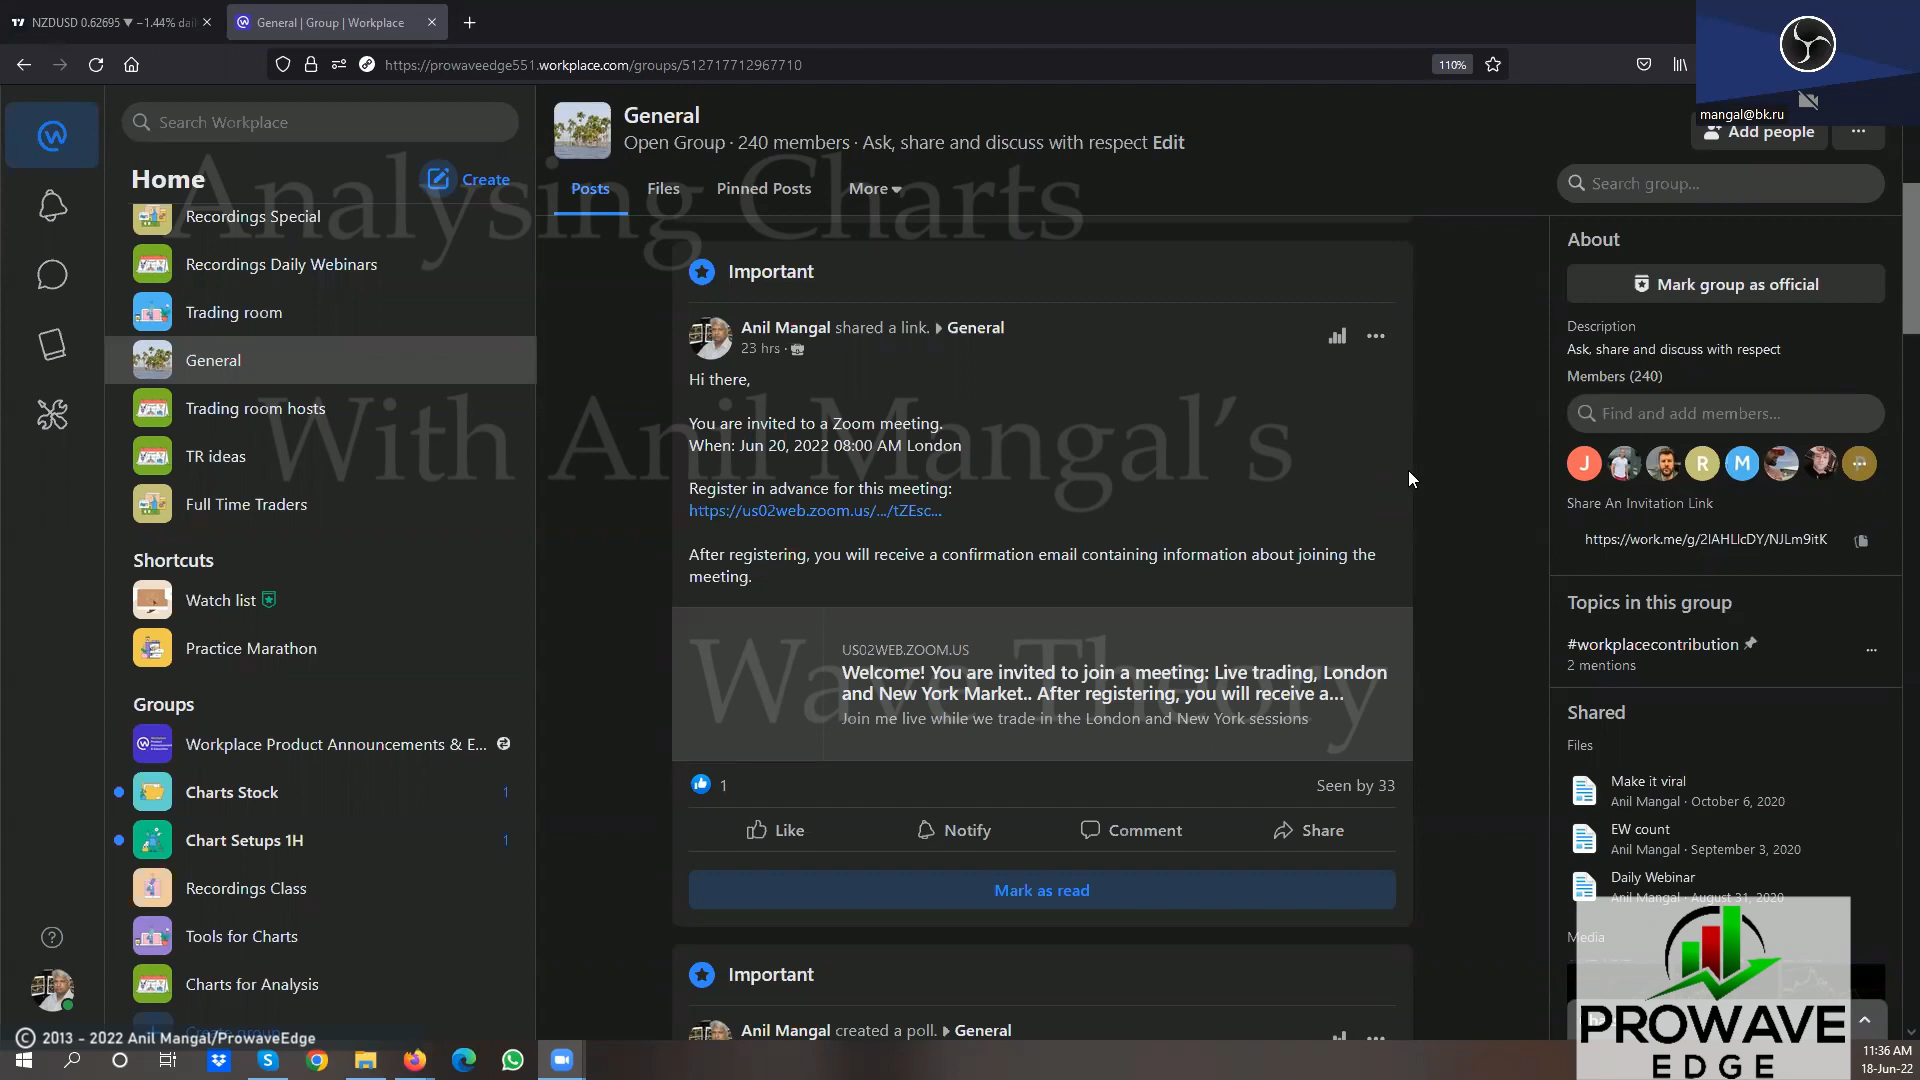 NZDUSD 0.62695 ▼ −1.44% dai
General | Group | Workplace
https://prowaveedge551.workplace.com/groups/512717712967710
110%
mangal@bk.ru
Search Workplace
Home
Create
Recordings Special
Recordings Daily Webinars
Trading room
General
Trading room hosts
TR ideas
Full Time Traders
Shortcuts
Watch list
Practice Marathon
Groups
Workplace Product Announcements & E...
Charts Stock 1
Chart Setups 1H 1
Recordings Class
Tools for Charts
Charts for Analysis
Create group
© 2013 - 2022 Anil Mangal/ProwaveEdge
General
Open Group · 240 members · Ask, share and discuss with respect Edit
Add people
Posts
Files
Pinned Posts
More
Search group...
Analysing Charts
With Anil Mangal's
Wave Theory
Important
Anil Mangal shared a link. General
23 hrs ·
Hi there,
You are invited to a Zoom meeting.
When: Jun 20, 2022 08:00 AM London
Register in advance for this meeting:
https://us02web.zoom.us/.../tZEsc...
After registering, you will receive a confirmation email containing information about joining the
meeting.
US02WEB.ZOOM.US
Welcome! You are invited to join a meeting: Live trading, London
and New York Market.. After registering, you will receive a...
Join me live while we trade in the London and New York sessions
1
Seen by 33
Like
Notify
Comment
Share
Mark as read
Important
Anil Mangal created a poll. General
About
Mark group as official
Description
Ask, share and discuss with respect
Members (240)
Find and add members...
J
R
M
D
Share An Invitation Link
https://work.me/g/2lAHLlcDY/NJLm9itK
Topics in this group
#workplacecontribution
2 mentions
Shared
Files
Make it viral
Anil Mangal · October 6, 2020
EW count
Anil Mangal · September 3, 2020
Daily Webinar
Anil Mangal · August 31, 2020
Media
PROWAVE
EDGE
11:36 AM
18-Jun-22